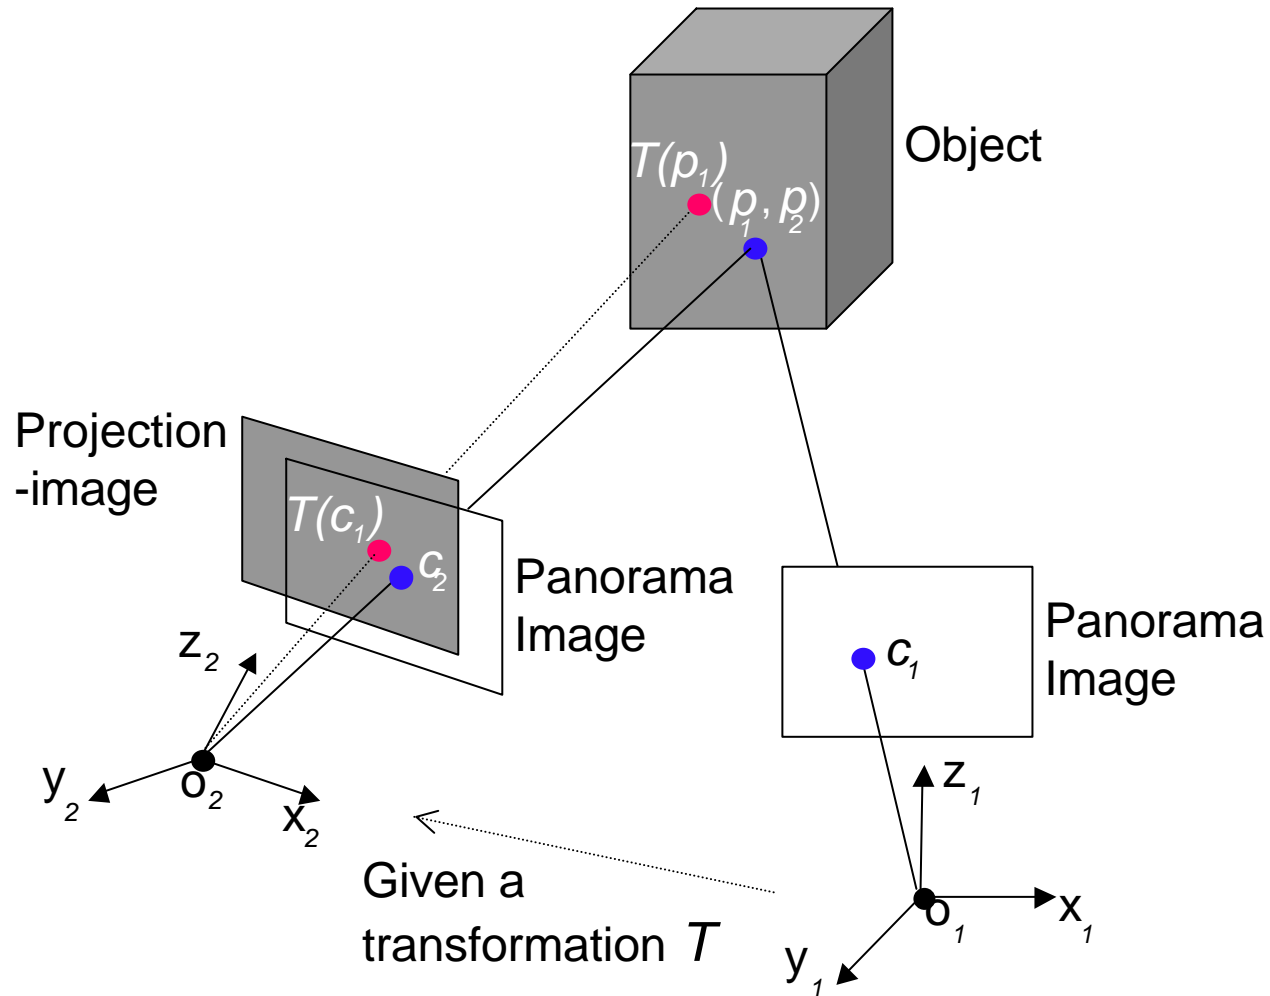 Object
T(p₁)
(p₁, p₂)
Projection
-image
T(c₁)
c₂
Panorama
Image
Panorama
Image
c₁
z₂
y₂
o₂
x₂
z₁
Given a
transformation T
o₁
x₁
y₁